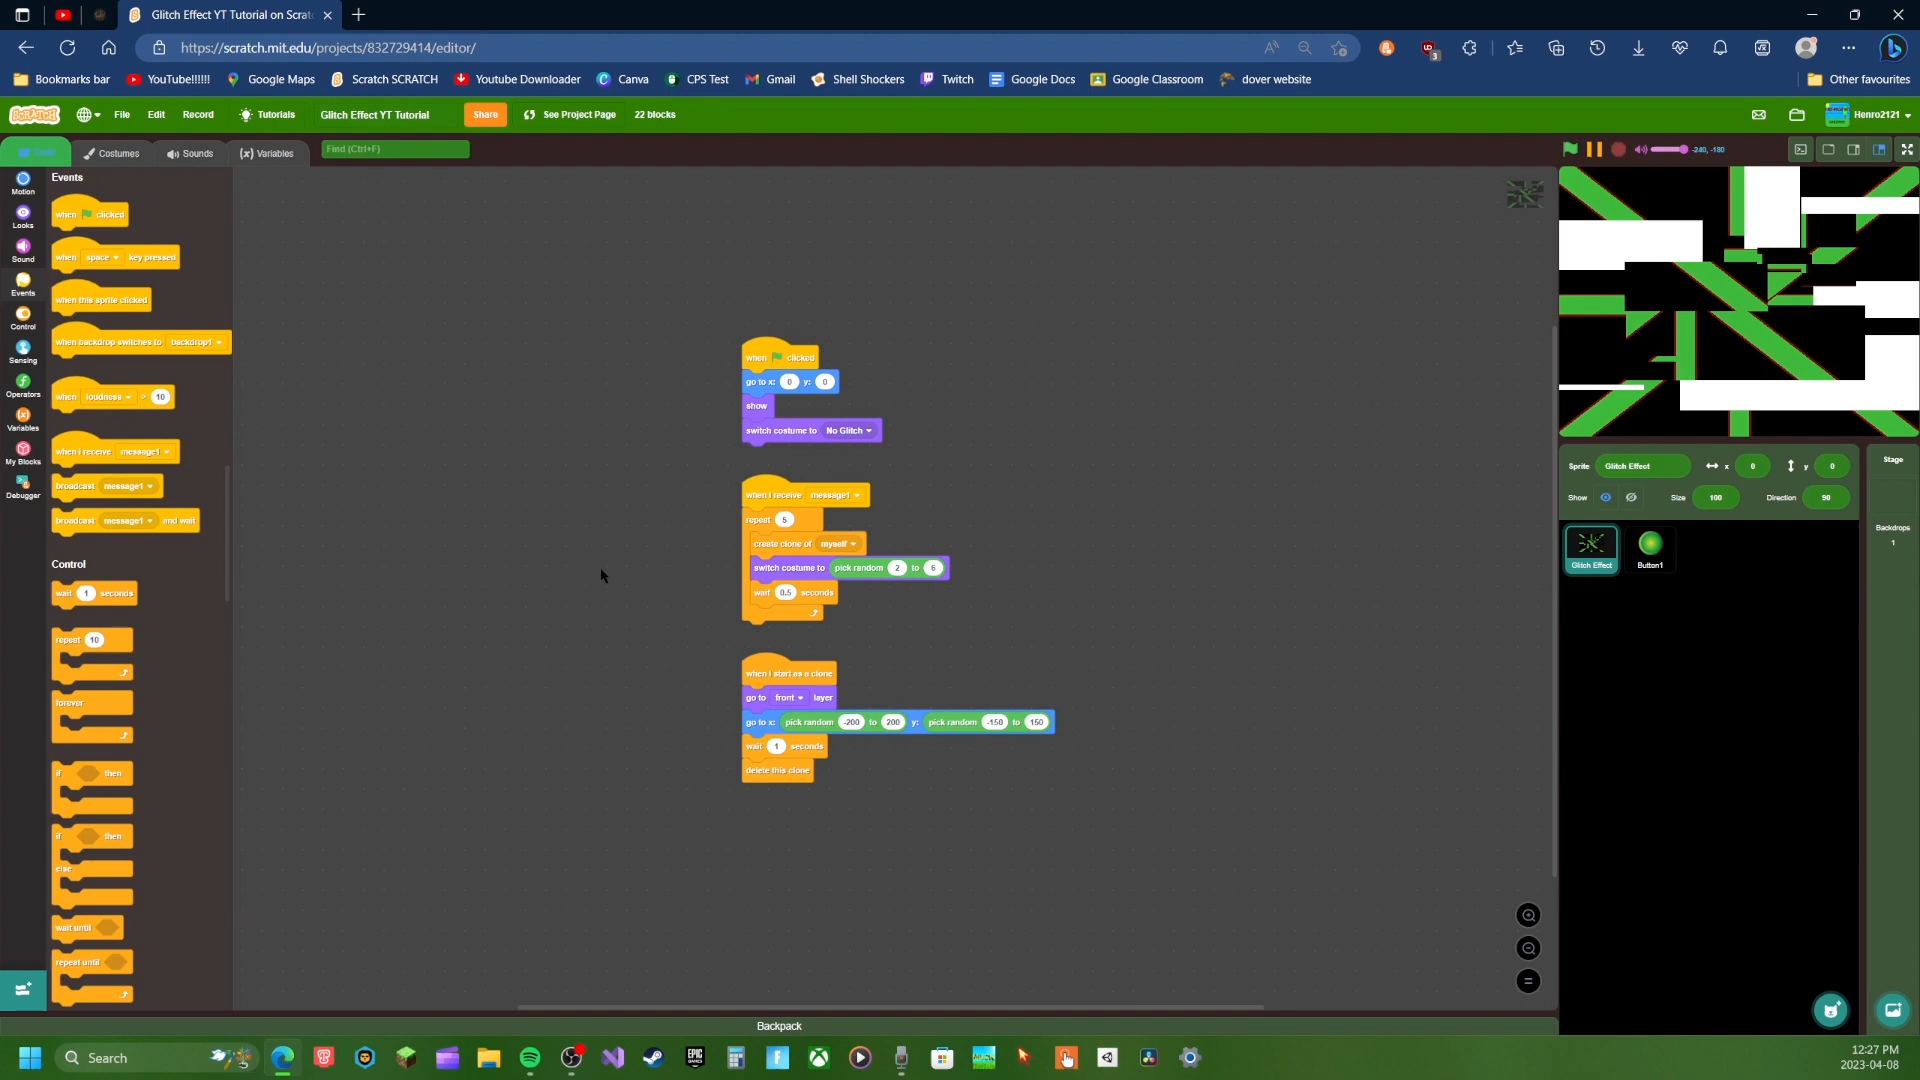 Glitch Effect YT Tutorial on Scratc
https://scratch.mit.edu/projects/832729414/editor/
3
Bookmarks bar YouTube!!!!!! Google Maps Scratch SCRATCH Youtube Downloader Canva CPS Test Gmail Shell Shockers Twitch Google Docs Google Classroom dover website Other favourites
SCRATCH File Edit Record Tutorials Glitch Effect YT Tutorial Share See Project Page 22 blocks Henro2121
Code Costumes Sounds (x) Variables Find (Ctrl+F) -240, -180
Motion
Looks
Sound
Events
Control
Sensing
Operators
Variables
My Blocks
Debugger
Events
when clicked
when space key pressed
when this sprite clicked
when backdrop switches to backdrop1
when loudness > 10
when I receive message1
broadcast message1
broadcast message1 and wait
Control
wait 1 seconds
repeat 10
forever
if then
if then
else
wait until
repeat until
when clicked
go to x: 0 y: 0
show
switch costume to No Glitch
when I receive message1
repeat 5
create clone of myself
switch costume to pick random 2 to 6
wait 0.5 seconds
when I start as a clone
go to front layer
go to x: pick random -200 to 200 y: pick random -150 to 150
wait 1 seconds
delete this clone
Sprite Glitch Effect x 0 y 0
Show Size 100 Direction 90
Glitch Effect Button1
Stage
Backdrops
1
Backpack
Search
EPIC GAMES
12:27 PM
2023-04-08